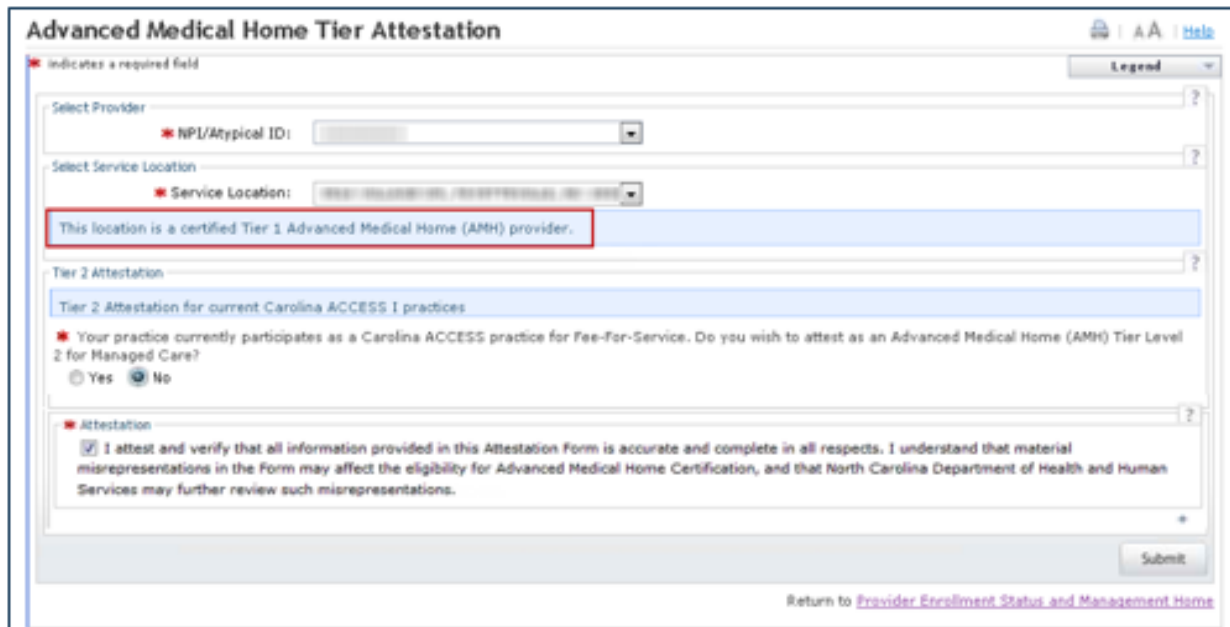 Advanced Medical Home Tier Attestation
AA | Help
* indicates a required field
Legend
?
Select Provider
* NPI/Atypical ID:
?
Select Service Location
* Service Location:
This location is a certified Tier 1 Advanced Medical Home (AMH) provider.
?
Tier 2 Attestation
Tier 2 Attestation for current Carolina ACCESS I practices
* Your practice currently participates as a Carolina ACCESS practice for Fee-For-Service. Do you wish to attest as an Advanced Medical Home (AMH) Tier Level
2 for Managed Care?
Yes No
?
* Attestation
I attest and verify that all information provided in this Attestation Form is accurate and complete in all respects. I understand that material
misrepresentations in the Form may affect the eligibility for Advanced Medical Home Certification, and that North Carolina Department of Health and Human
Services may further review such misrepresentations.
Submit
Return to Provider Enrollment Status and Management Home